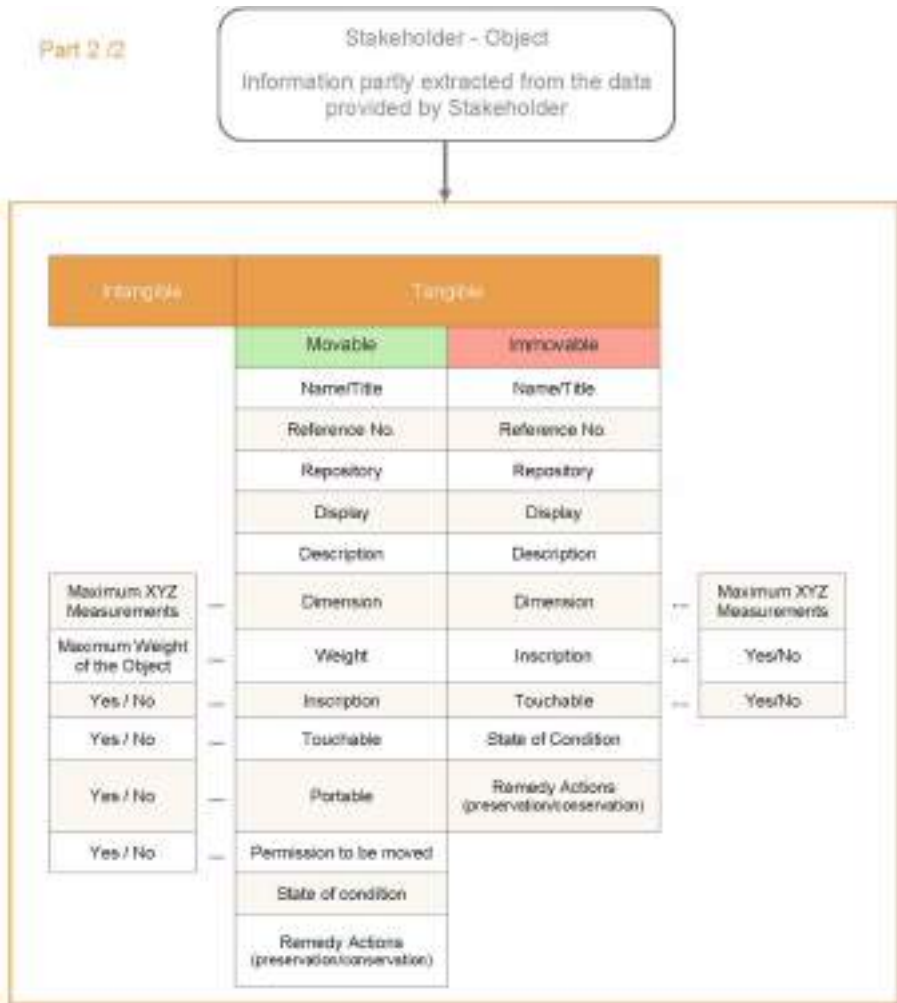 Part 2 /2
Stakeholder - Object
Information partly extracted from the data
provided by Stakeholder
Intangible Tangible
Movable Immovable
Name/Title Name/Title
Reference No. Reference No.
Repository Repository
Display Display
Description Description
Maximum XYZ
Measurements ... Dimension Dimension ... Maximum XYZ
Measurements
Maximum Weight
of the Object ... Weight Inscription ... Yes/No
Yes / No ... Inscription Touchable ... Yes/No
Yes / No ... Touchable State of Condition
Yes / No ... Portable Remedy Actions
(preservation/conservation)
Yes / No ... Permission to be moved
State of condition
Remedy Actions
(preservation/conservation)